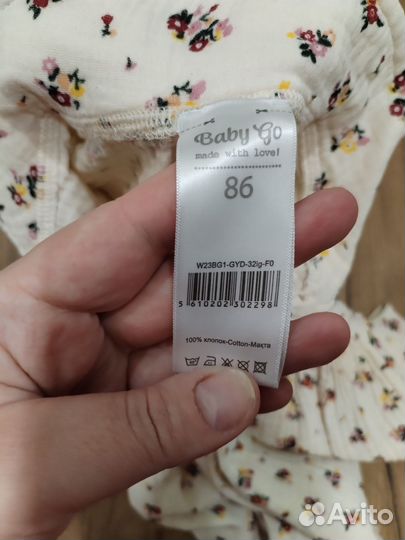 Baby Go
made with love!
86
W23BG1-GYD-32ig-F0
5 610202 302298
100% хлопок-Cotton-Мақта
Avito